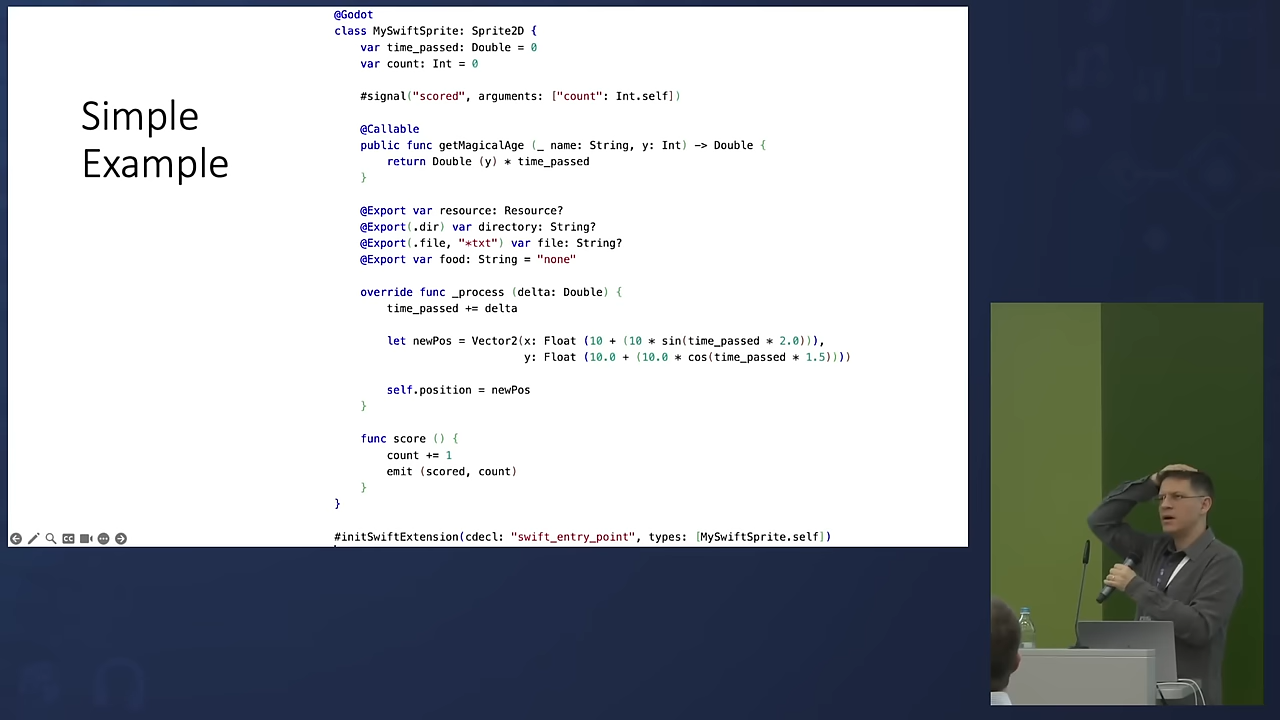 Simple
Example
@Godot
class MySwiftSprite: Sprite2D {
    var time_passed: Double = 0
    var count: Int = 0
    #signal("scored", arguments: ["count": Int.self])
    @Callable
    public func getMagicalAge (_ name: String, y: Int) -> Double {
        return Double (y) * time_passed
    }
    @Export var resource: Resource?
    @Export(.dir) var directory: String?
    @Export(.file, "*txt") var file: String?
    @Export var food: String = "none"
    override func _process (delta: Double) {
        time_passed += delta
        let newPos = Vector2(x: Float (10 + (10 * sin(time_passed * 2.0))),
                             y: Float (10.0 + (10.0 * cos(time_passed * 1.5))))
        self.position = newPos
    }
    func score () {
        count += 1
        emit (scored, count)
    }
}
#initSwiftExtension(cdecl: "swift_entry_point", types: [MySwiftSprite.self])
CC